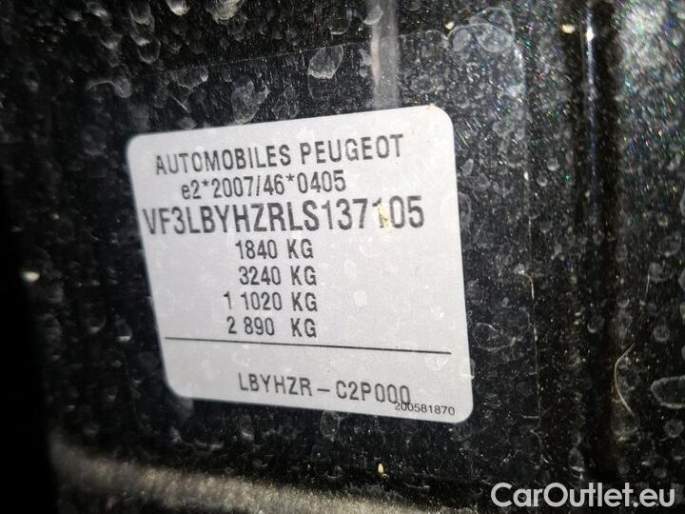 AUTOMOBILES PEUGEOT
e2*2007/46*0405
VF3LBYHZRLS137105
1840 KG
3240 KG
1 1020 KG
2 890 KG
LBYHZR-C2P000
200581870
CarOutlet.eu